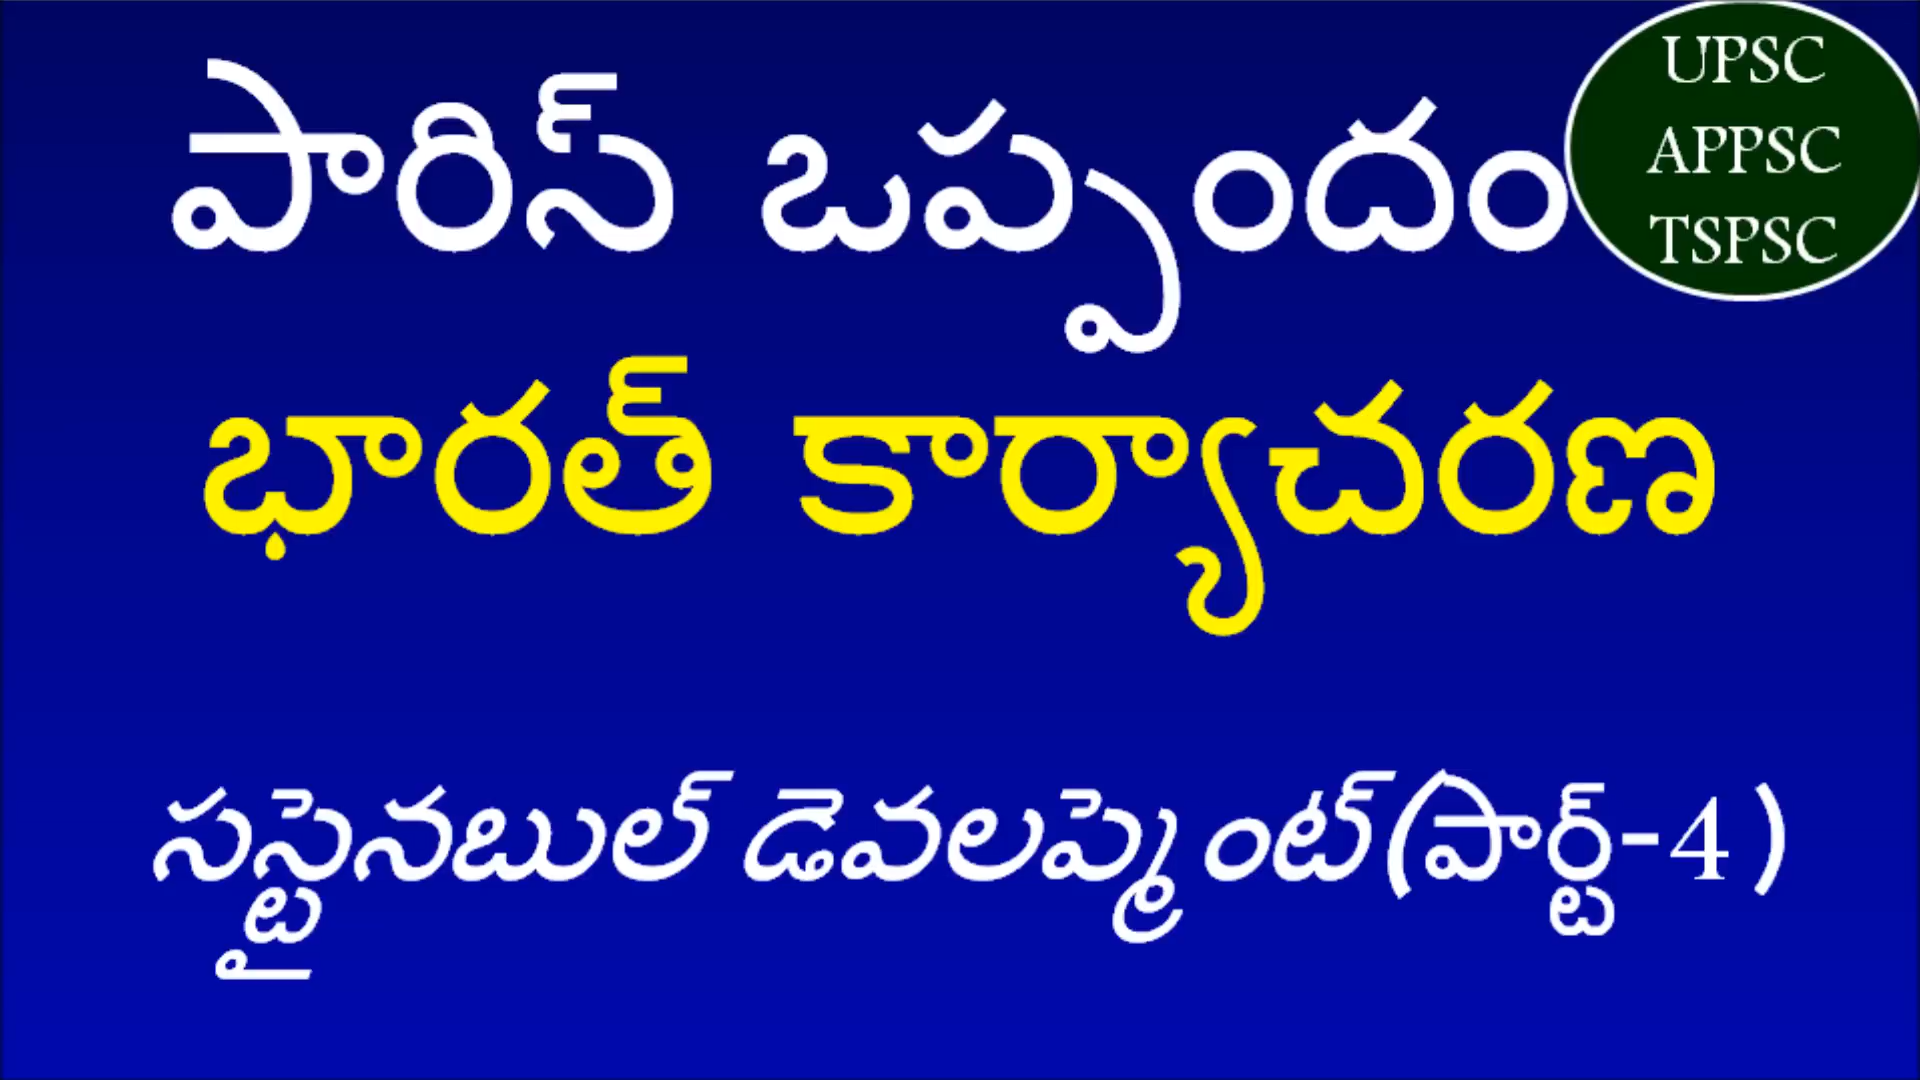 పారిస్ ఒప్పందం
UPSC
APPSC
TSPSC
భారత్ కార్యాచరణ
సస్టైనబుల్ డెవలప్మెంట్(పార్ట్-4)